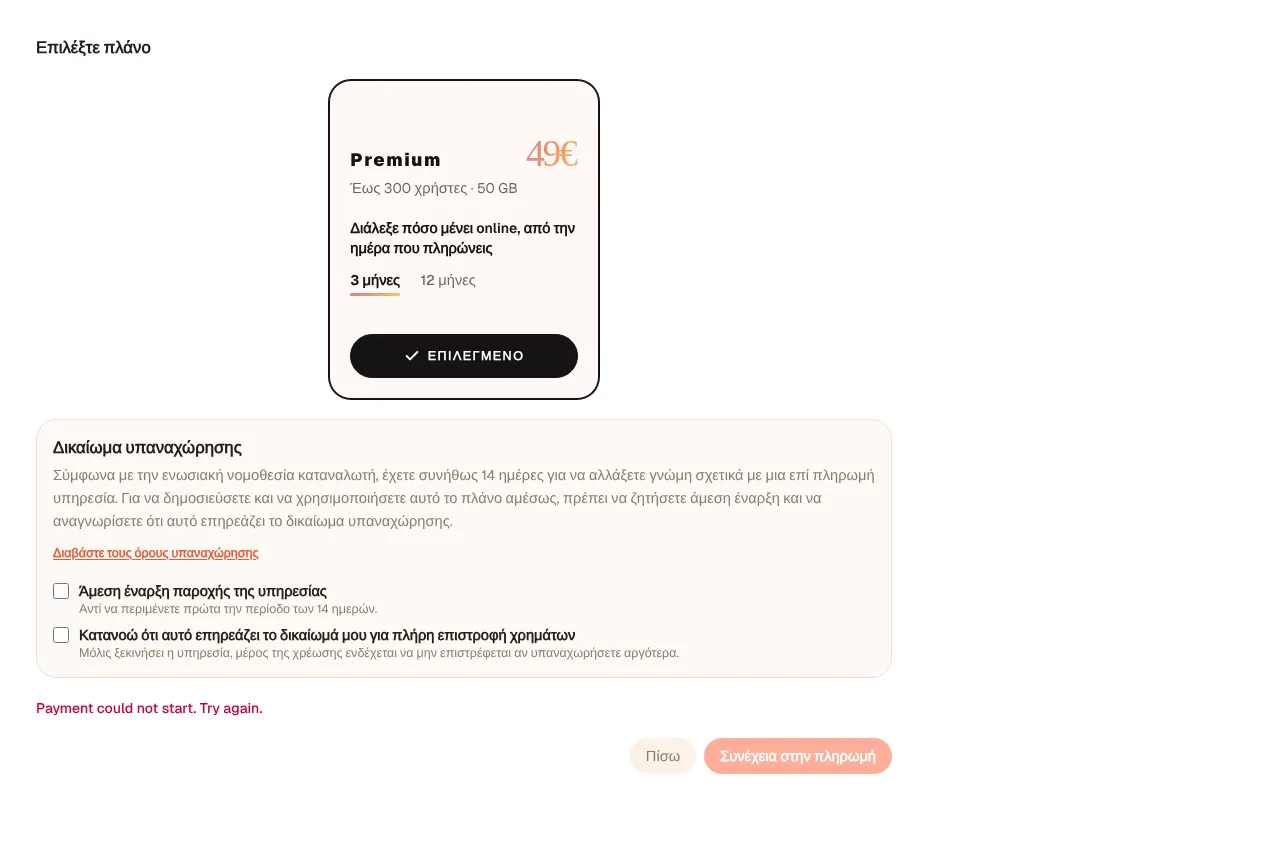 Επιλέξτε πλάνο
Premium 49€
Έως 300 χρήστες · 50 GB
Διάλεξε πόσο μένει online, από την
ημέρα που πληρώνεις
3 μήνες 12 μήνες
ΕΠΙΛΕΓΜΕΝΟ
Δικαίωμα υπαναχώρησης
Σύμφωνα με την ενωσιακή νομοθεσία καταναλωτή, έχετε συνήθως 14 ημέρες για να αλλάξετε γνώμη σχετικά με μια επί πληρωμή
υπηρεσία. Για να δημοσιεύσετε και να χρησιμοποιήσετε αυτό το πλάνο αμέσως, πρέπει να ζητήσετε άμεση έναρξη και να
αναγνωρίσετε ότι αυτό επηρεάζει το δικαίωμα υπαναχώρησης.
Διαβάστε τους όρους υπαναχώρησης
Άμεση έναρξη παροχής της υπηρεσίας
Αντί να περιμένετε πρώτα την περίοδο των 14 ημερών.
Κατανοώ ότι αυτό επηρεάζει το δικαίωμά μου για πλήρη επιστροφή χρημάτων
Μόλις ξεκινήσει η υπηρεσία, μέρος της χρέωσης ενδέχεται να μην επιστρέφεται αν υπαναχωρήσετε αργότερα.
Payment could not start. Try again.
Πίσω Συνέχεια στην πληρωμή